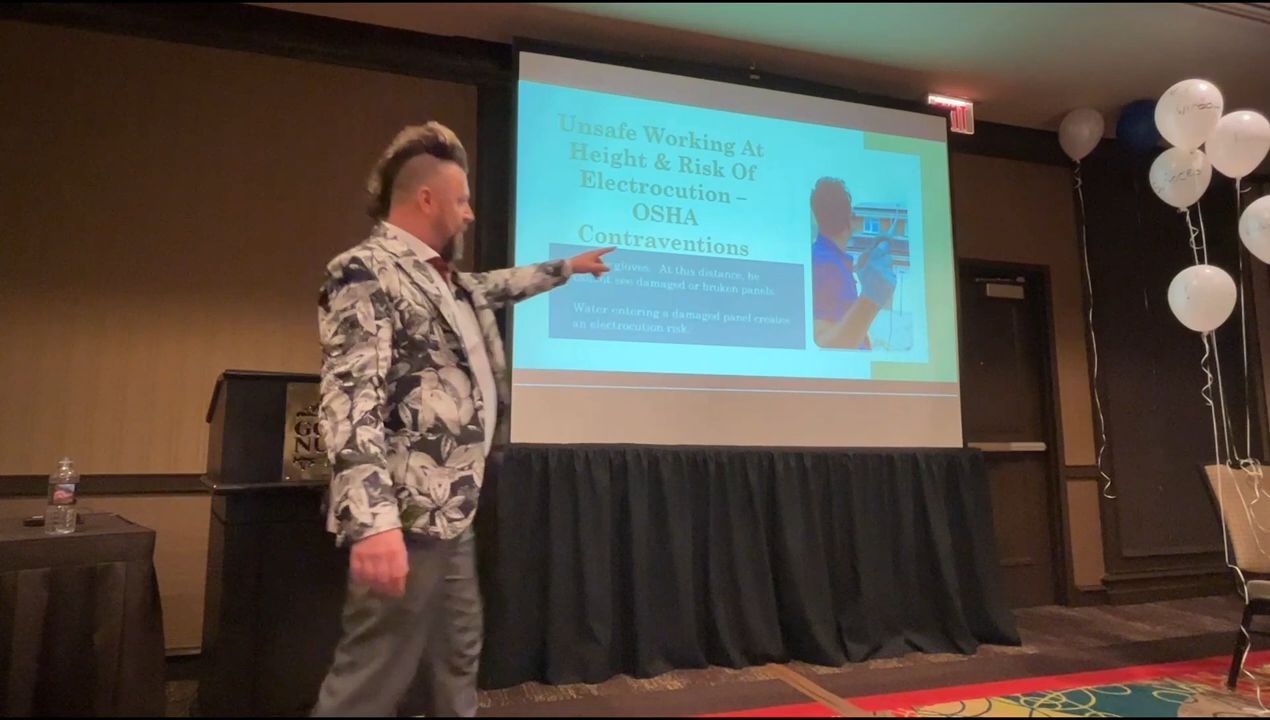 Unsafe Working At
Height & Risk Of
Electrocution –
OSHA
Contraventions
gloves. At this distance, he
see damaged or broken panels.
Water entering a damaged panel creates
an electrocution risk.